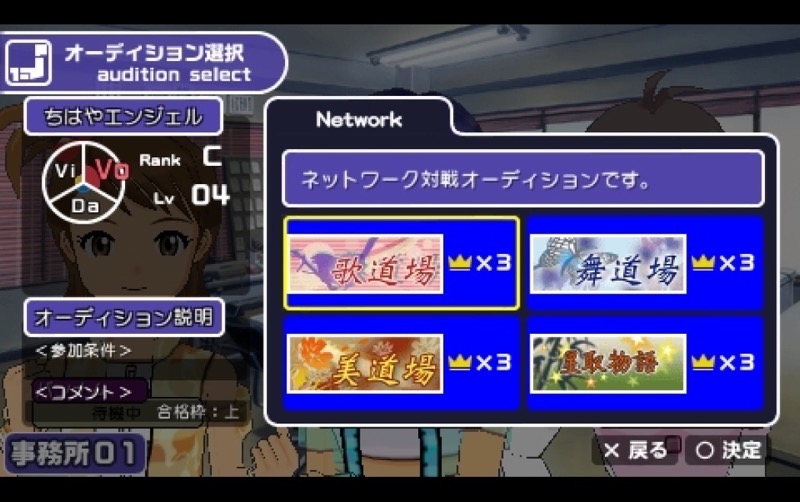 オーディション選択
audition select
ちはやエンジェル
Vi Vo Da
Rank C
Lv 04
オーディション説明
<参加条件>
<コメント>
待機中 合格枠:上
事務所01
Network
ネットワーク対戦オーディションです。
歌道場 ×3
舞道場 ×3
美道場 ×3
星取物語 ×3
× 戻る ○ 決定